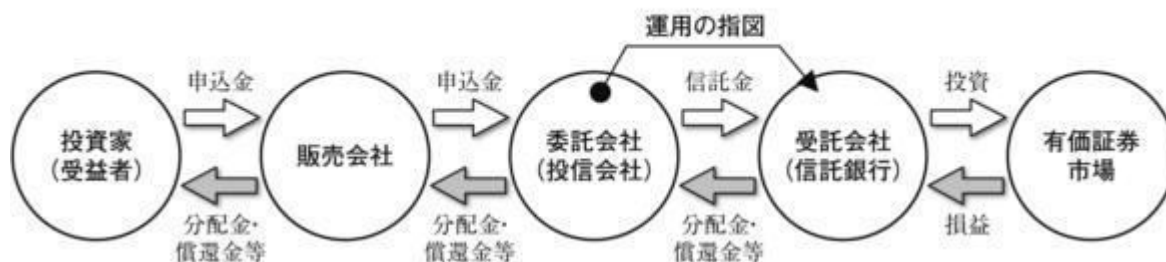 運用の指図
申込金
申込金
信託金
投資
投資家
(受益者)
販売会社
委託会社
(投信会社)
受託会社
(信託銀行)
有価証券
市場
分配金・
償還金等
分配金・
償還金等
分配金・
償還金等
損益